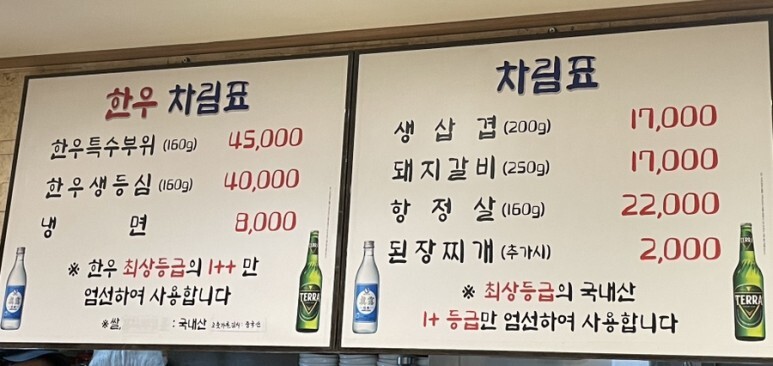 한우 차림표
한우특수부위 (160g) 45,000
한우생등심 (160g) 40,000
냉면 8,000
※ 한우 최상등급의 1++ 만
엄선하여 사용합니다
※쌀, : 국내산
TERRA
차림표
생삼겹 (200g) 17,000
돼지갈비 (250g) 17,000
항정살 (160g) 22,000
된장찌개 (추가시) 2,000
※ 최상등급의 국내산
1+ 등급만 엄선하여 사용합니다
TERRA